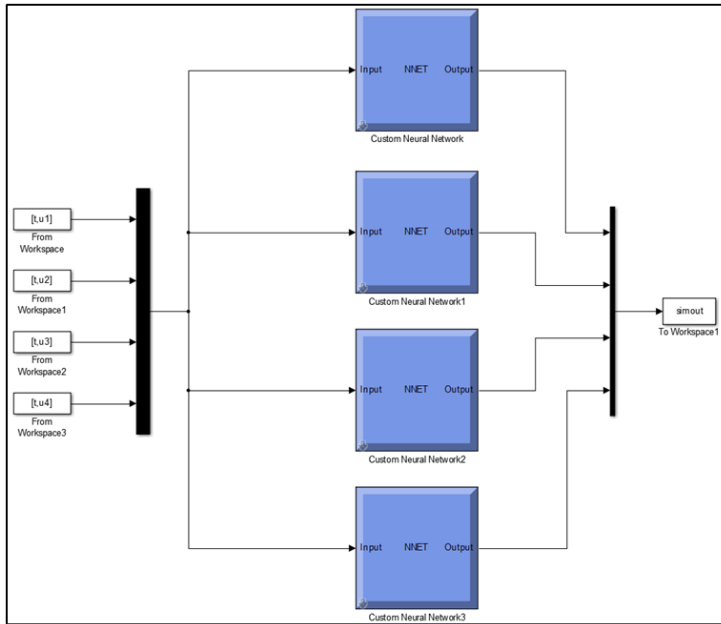 Input NNET Output
Custom Neural Network
[t,u1]
From
Workspace
[t,u2]
From
Workspace1
[t,u3]
From
Workspace2
[t,u4]
From
Workspace3
Input NNET Output
Custom Neural Network1
Input NNET Output
Custom Neural Network2
Input NNET Output
Custom Neural Network3
simout
To Workspace1